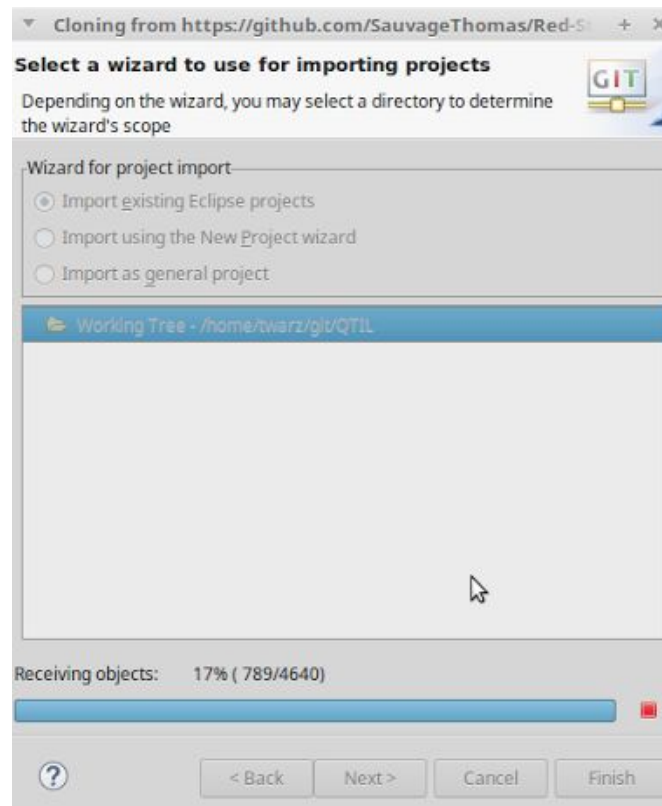 Cloning from https://github.com/SauvageThomas/Red-S
Select a wizard to use for importing projects
GIT
Depending on the wizard, you may select a directory to determine
the wizard's scope
Wizard for project import
Import existing Eclipse projects
Import using the New Project wizard
Import as general project
Working Tree - /home/twarz/git/QTIL
Receiving objects: 17% ( 789/4640)
?
< Back Next > Cancel Finish